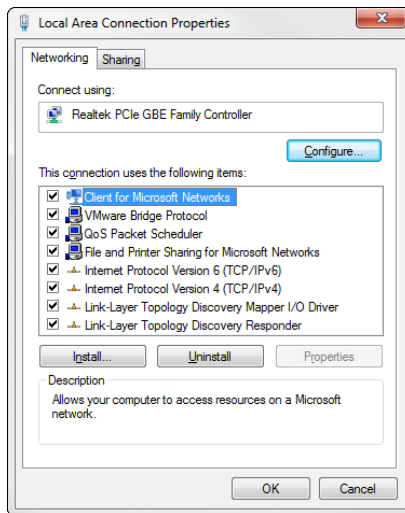 Local Area Connection Properties
Networking
Sharing
Connect using:
Realtek PCIe GBE Family Controller
Configure...
This connection uses the following items:
Client for Microsoft Networks
VMware Bridge Protocol
QoS Packet Scheduler
File and Printer Sharing for Microsoft Networks
Internet Protocol Version 6 (TCP/IPv6)
Internet Protocol Version 4 (TCP/IPv4)
Link-Layer Topology Discovery Mapper I/O Driver
Link-Layer Topology Discovery Responder
Install...
Uninstall
Properties
Description
Allows your computer to access resources on a Microsoft
network.
OK
Cancel